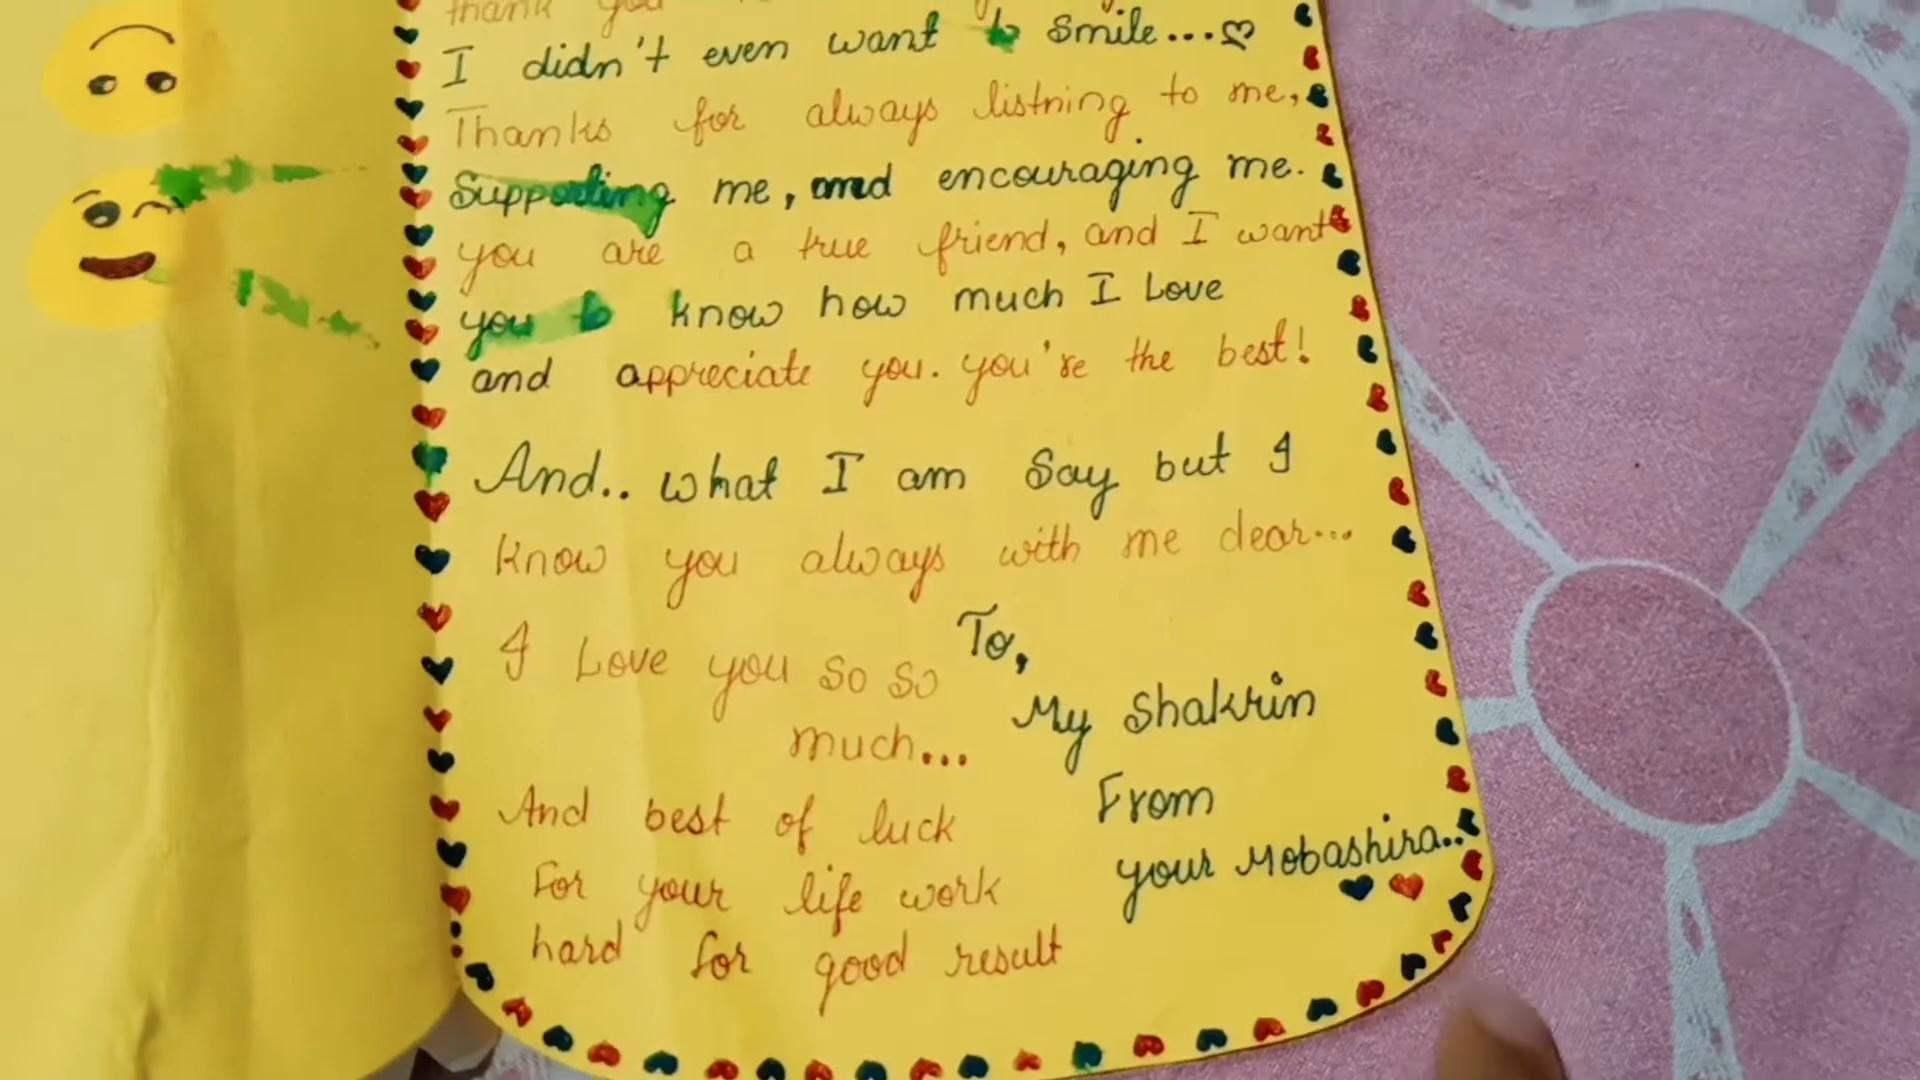 thank you
I didn't even want to smile...
Thanks for always listning to me,
Supporting me, and encouraging me.
you are a true friend, and I want
you to know how much I Love
and appreciate you. you're the best!
And.. what I am Say but I
know you always with me dear...
I Love you so so
much...
To,
My Shakrin
From
your Mobashira..
And best of luck
For your life work
hard for good result